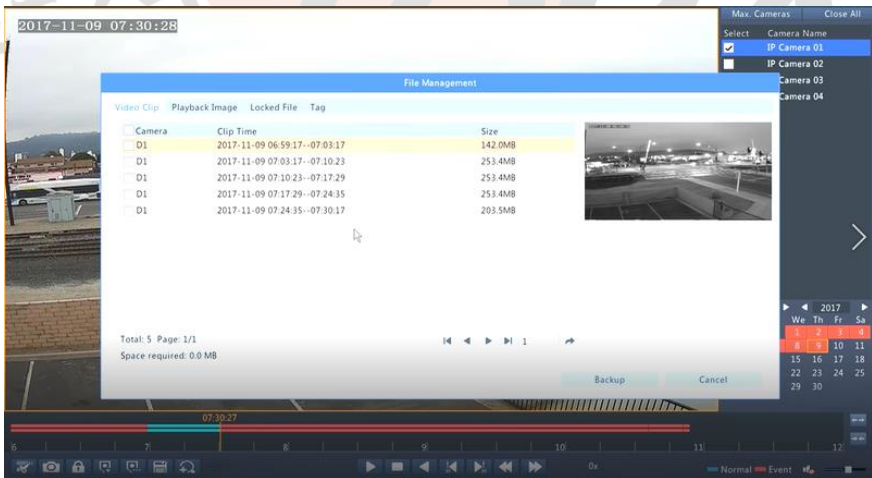 2017-11-09 07:30:28
Max. Cameras Close All
Select Camera Name
IP Camera 01
IP Camera 02
Camera 03
Camera 04
File Management
Video Clip Playback Image Locked File Tag
Camera Clip Time Size
D1 2017-11-09 06:59:17--07:03:17 142.0MB
D1 2017-11-09 07:03:17--07:10:23 253.4MB
D1 2017-11-09 07:10:23--07:17:29 253.4MB
D1 2017-11-09 07:17:29--07:24:35 253.4MB
D1 2017-11-09 07:24:35--07:30:17 203.5MB
Total: 5 Page: 1/1 1
Space required: 0.0 MB
Backup Cancel
2017
We Th Fr Sa
1 2 3 4
8 9 10 11
15 16 17 18
22 23 24 25
29 30
07:30:27
6 7 8 9 10 11 12
0x
Normal Event